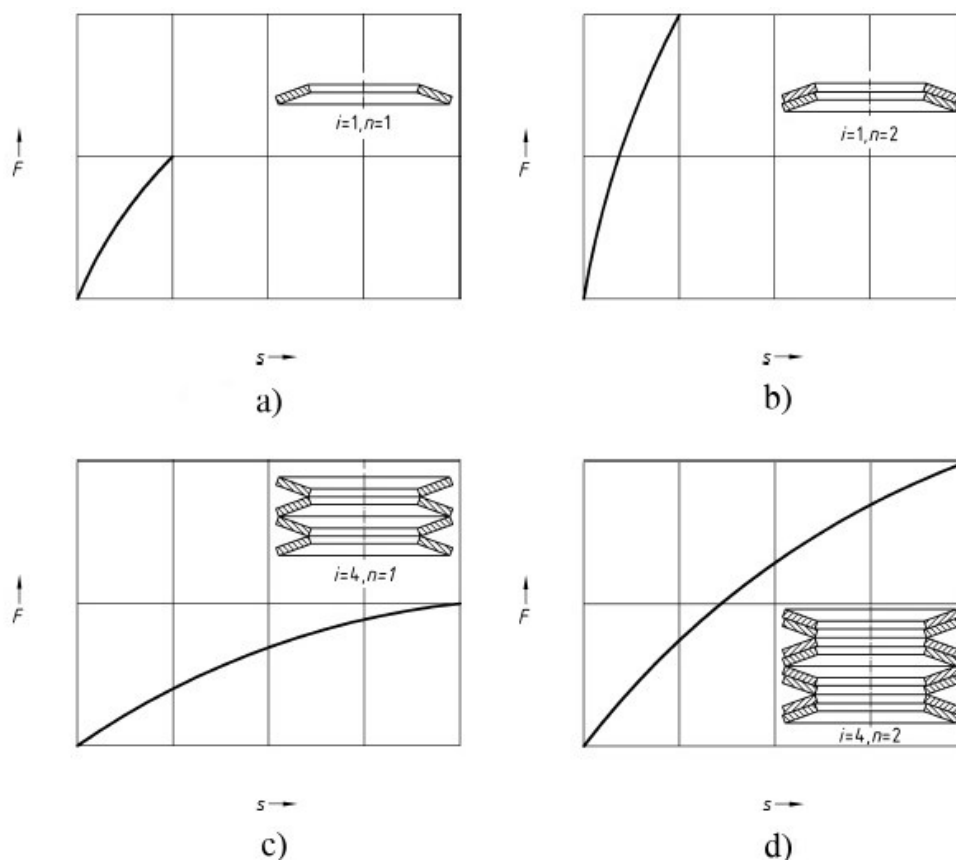 i=1,n=1
F
s
a)
i=1,n=2
F
s
b)
i=4,n=1
F
s
c)
i=4,n=2
F
s
d)